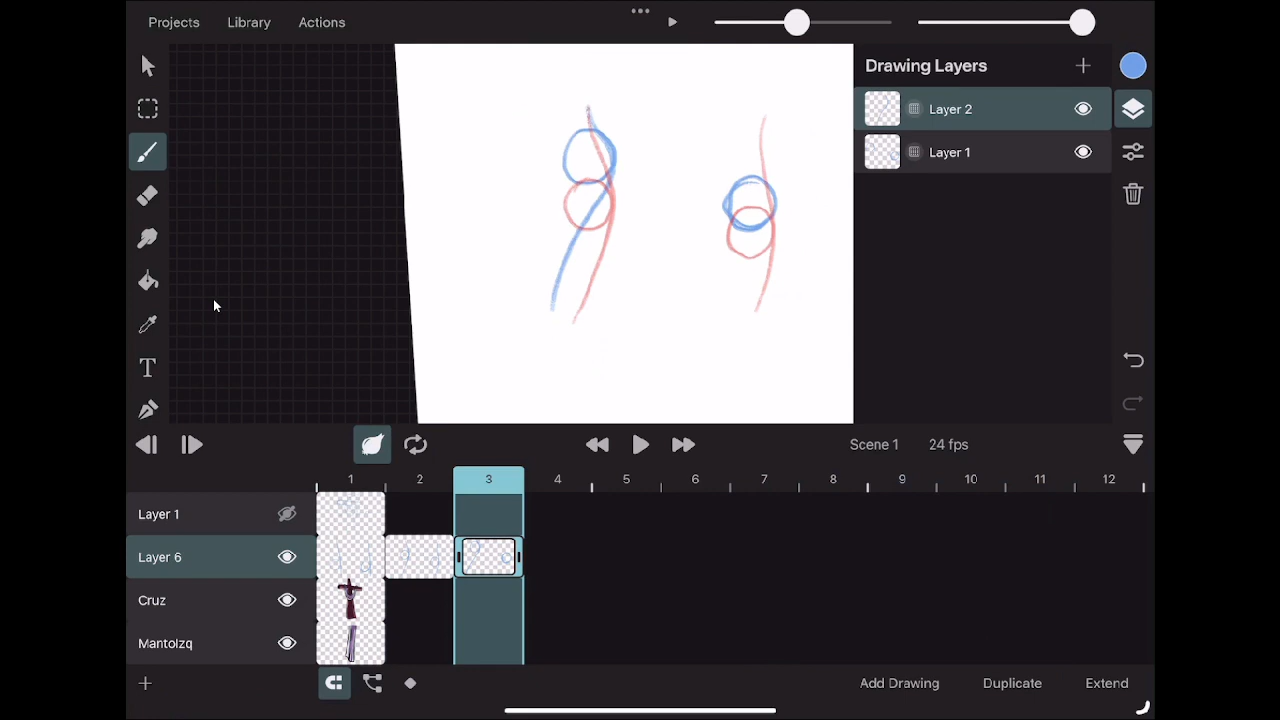 Projects Library Actions
Drawing Layers
Layer 2
Layer 1
T
Scene 1 24 fps
1 2 3 4 5 6 7 8 9 10 11 12
Layer 1
Layer 6
Cruz
MantoIzq
Add Drawing Duplicate Extend